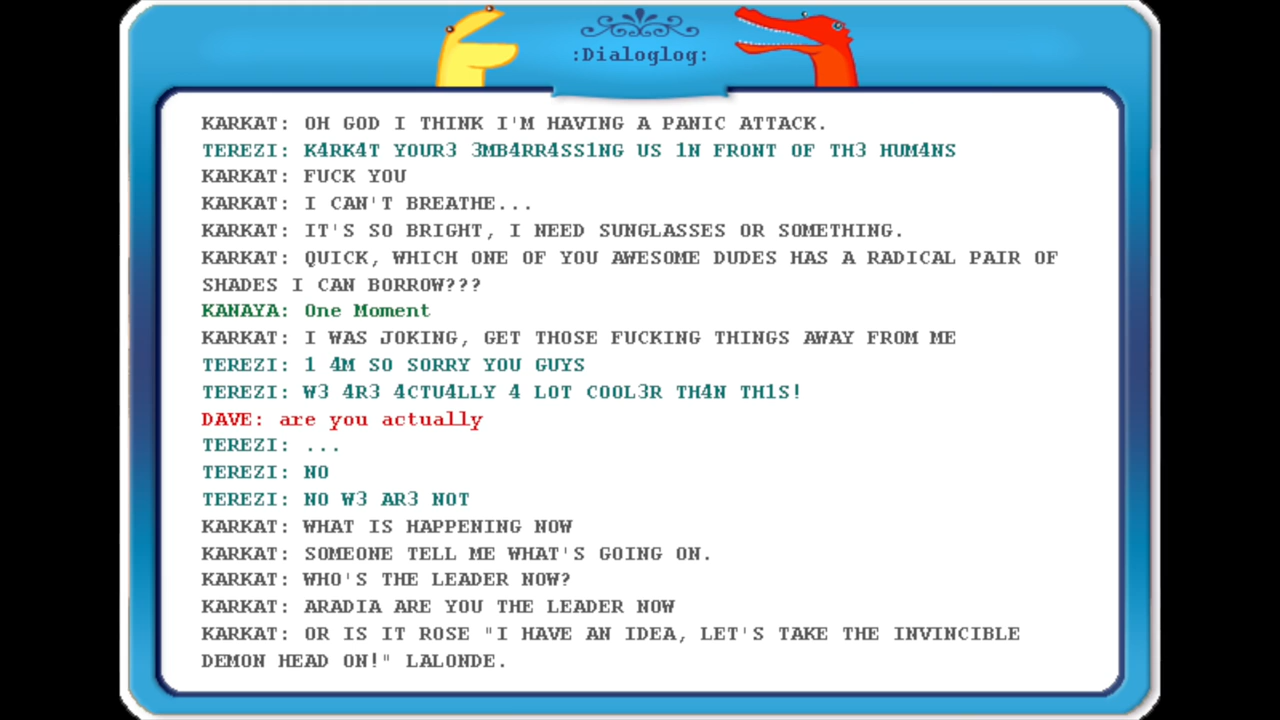 :Dialoglog:
KARKAT: OH GOD I THINK I'M HAVING A PANIC ATTACK.
TEREZI: K4RK4T YOUR3 3MB4RR4SS1NG US 1N FRONT OF TH3 HUM4NS
KARKAT: FUCK YOU
KARKAT: I CAN'T BREATHE...
KARKAT: IT'S SO BRIGHT, I NEED SUNGLASSES OR SOMETHING.
KARKAT: QUICK, WHICH ONE OF YOU AWESOME DUDES HAS A RADICAL PAIR OF
SHADES I CAN BORROW???
KANAYA: One Moment
KARKAT: I WAS JOKING, GET THOSE FUCKING THINGS AWAY FROM ME
TEREZI: 1 4M SO SORRY YOU GUYS
TEREZI: W3 4R3 4CTU4LLY 4 LOT COOL3R TH4N TH1S!
DAVE: are you actually
TEREZI: ...
TEREZI: NO
TEREZI: NO W3 AR3 NOT
KARKAT: WHAT IS HAPPENING NOW
KARKAT: SOMEONE TELL ME WHAT'S GOING ON.
KARKAT: WHO'S THE LEADER NOW?
KARKAT: ARADIA ARE YOU THE LEADER NOW
KARKAT: OR IS IT ROSE "I HAVE AN IDEA, LET'S TAKE THE INVINCIBLE
DEMON HEAD ON!" LALONDE.